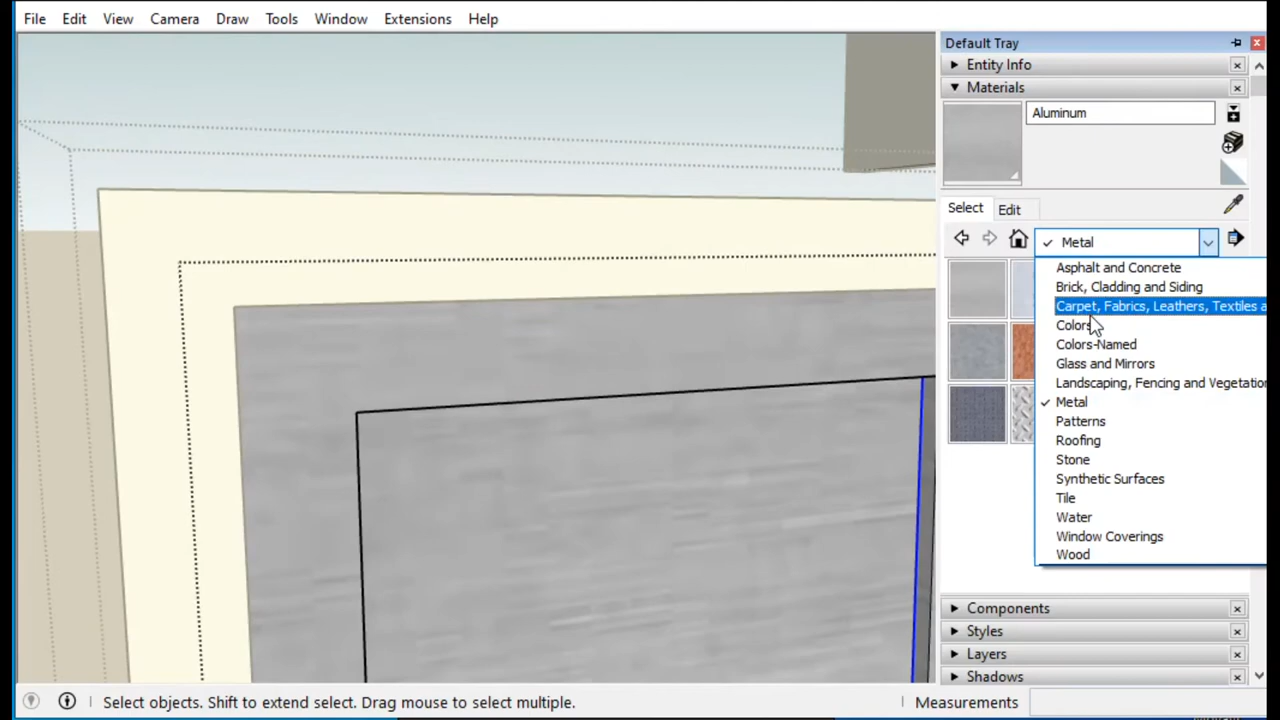 File Edit View Camera Draw Tools Window Extensions Help
Default Tray
Entity Info
Materials
Aluminum
Select Edit
Metal
Asphalt and Concrete
Brick, Cladding and Siding
Carpet, Fabrics, Leathers, Textiles a
Colors
Colors-Named
Glass and Mirrors
Landscaping, Fencing and Vegetation
Metal
Patterns
Roofing
Stone
Synthetic Surfaces
Tile
Water
Window Coverings
Wood
Components
Styles
Layers
Shadows
Select objects. Shift to extend select. Drag mouse to select multiple.
Measurements